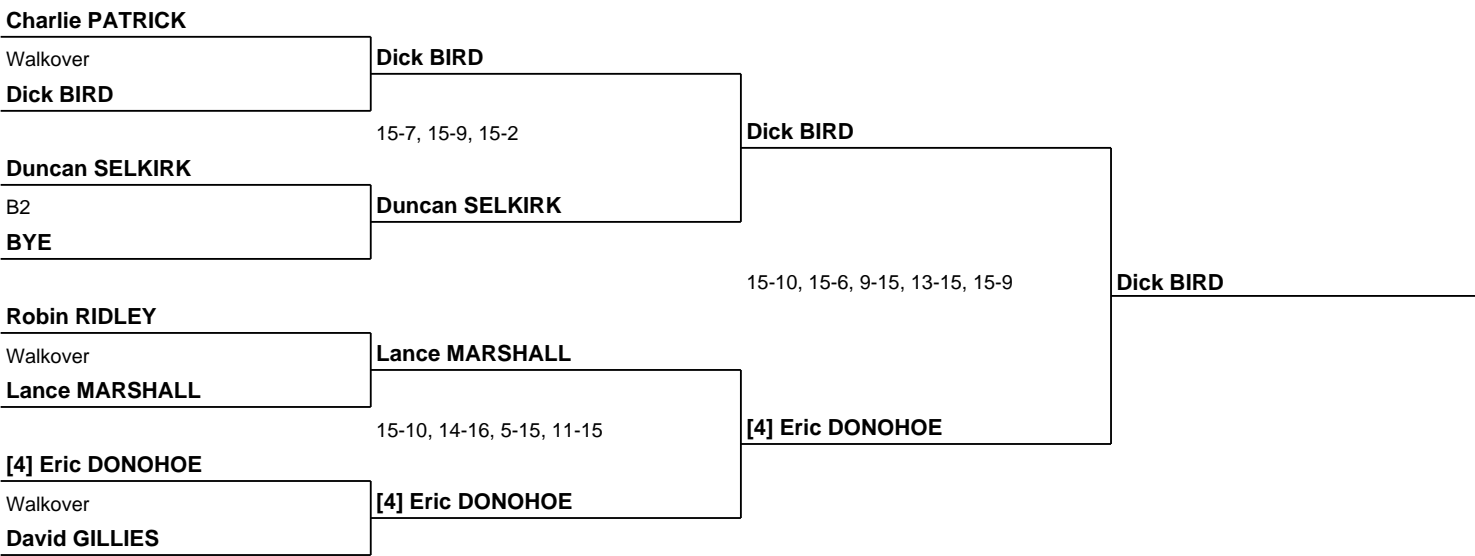 Charlie PATRICK
Walkover
Dick BIRD
Dick BIRD
15-7, 15-9, 15-2
Dick BIRD
Duncan SELKIRK
B2
Duncan SELKIRK
BYE
15-10, 15-6, 9-15, 13-15, 15-9
Dick BIRD
Robin RIDLEY
Walkover
Lance MARSHALL
Lance MARSHALL
15-10, 14-16, 5-15, 11-15
[4] Eric DONOHOE
[4] Eric DONOHOE
Walkover
[4] Eric DONOHOE
David GILLIES